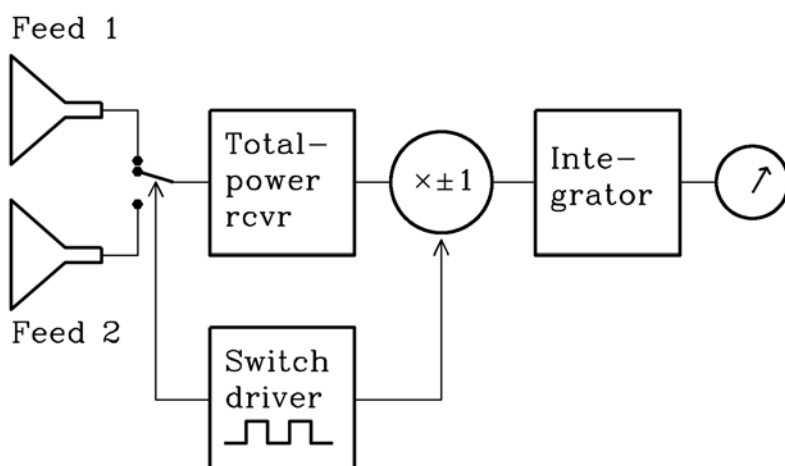 Feed 1
Total-
power
rcvr
×±1
Inte-
grator
Feed 2
Switch
driver